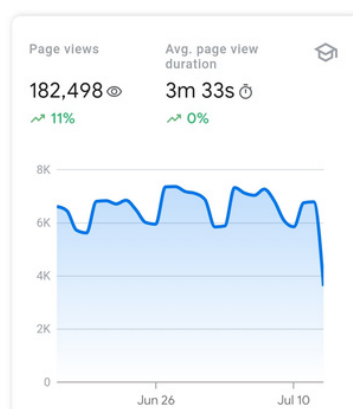 Page views
182,498
11%
Avg. page view
duration
3m 33s
0%
8K
6K
4K
2K
0
Jun 26
Jul 10